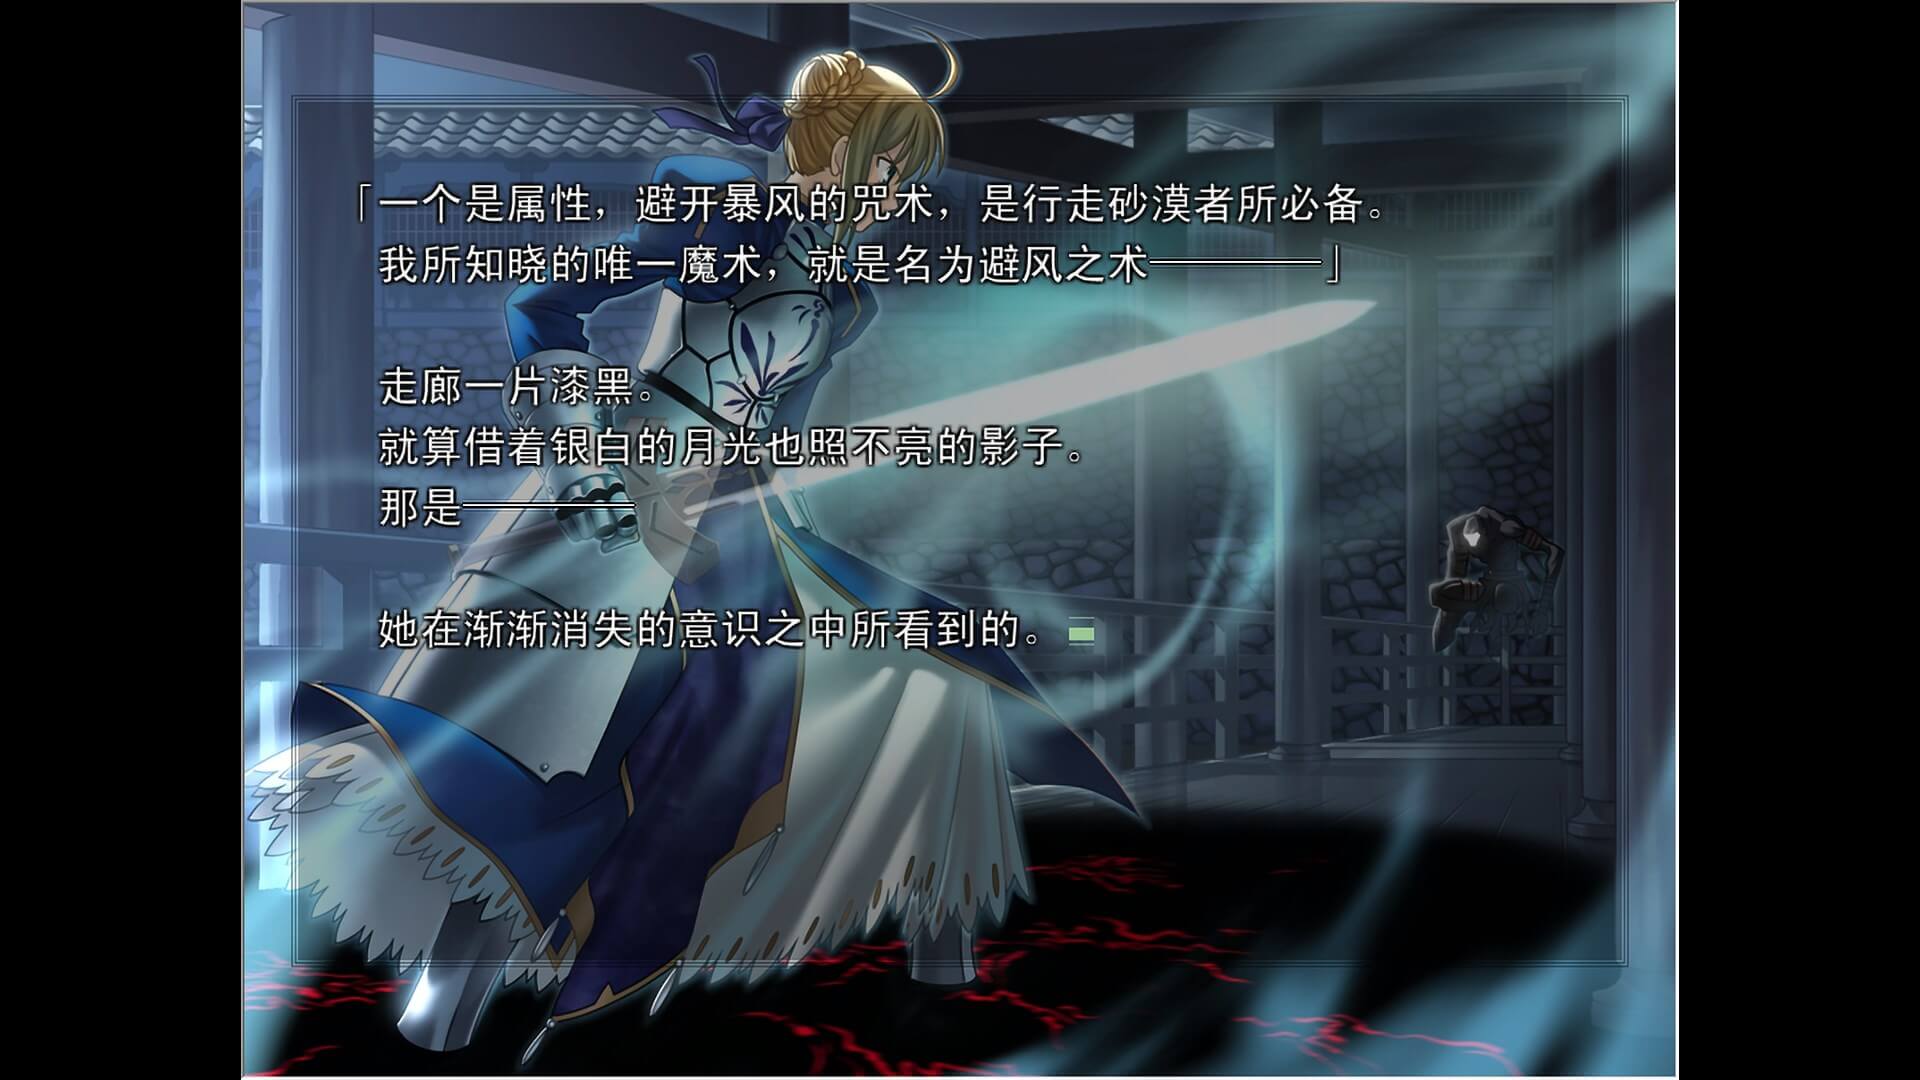 「一个是属性，避开暴风的咒术，是行走砂漠者所必备。
我所知晓的唯一魔术，就是名为避风之术————」
走廊一片漆黑。
就算借着银白的月光也照不亮的影子。
那是————
她在渐渐消失的意识之中所看到的。